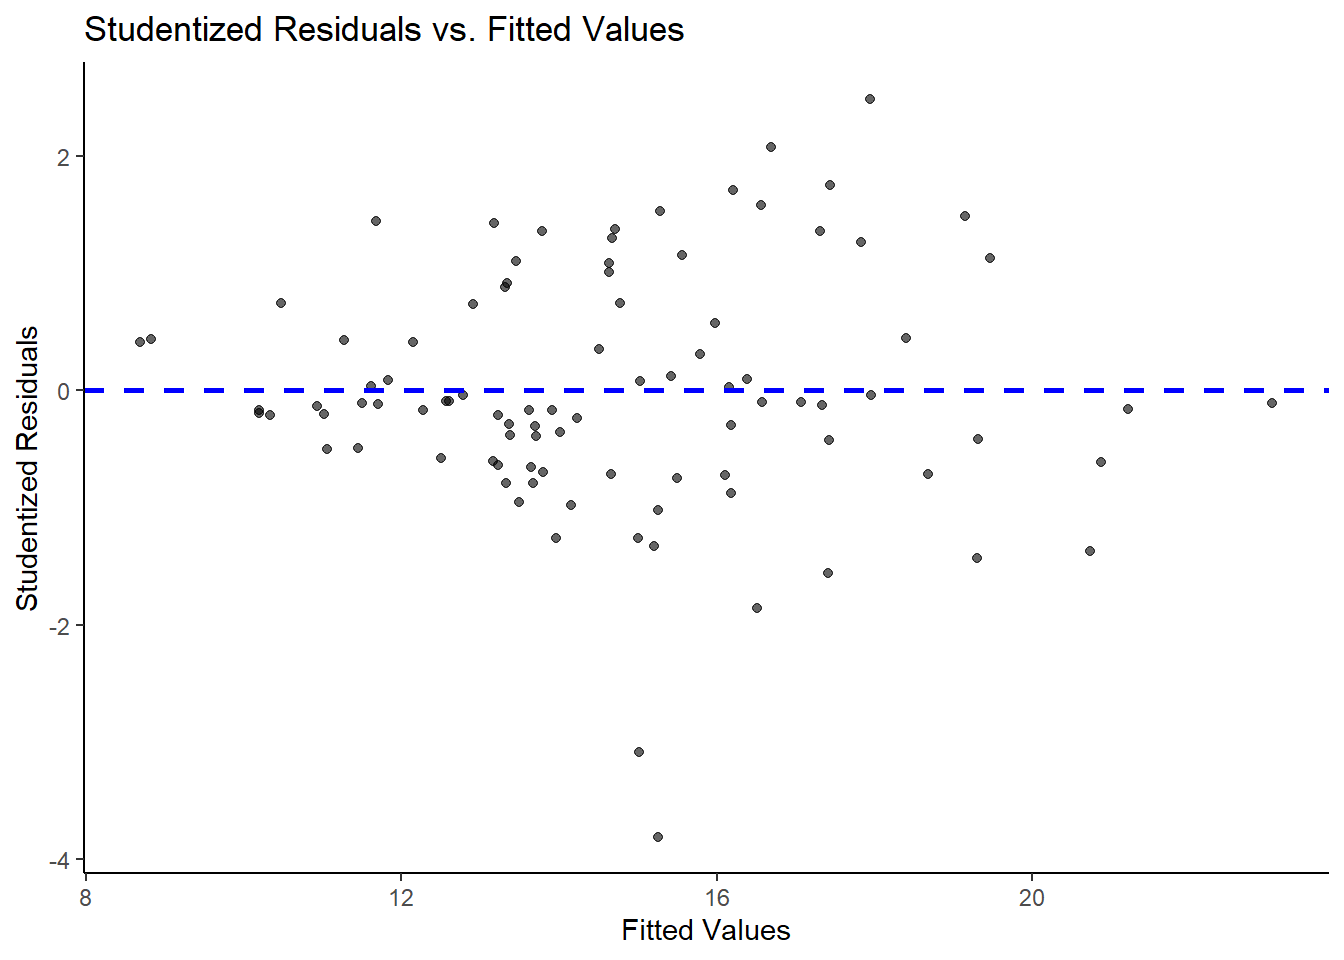 Studentized Residuals vs. Fitted Values
Studentized Residuals
2
0
-2
-4
8 12 16 20
Fitted Values